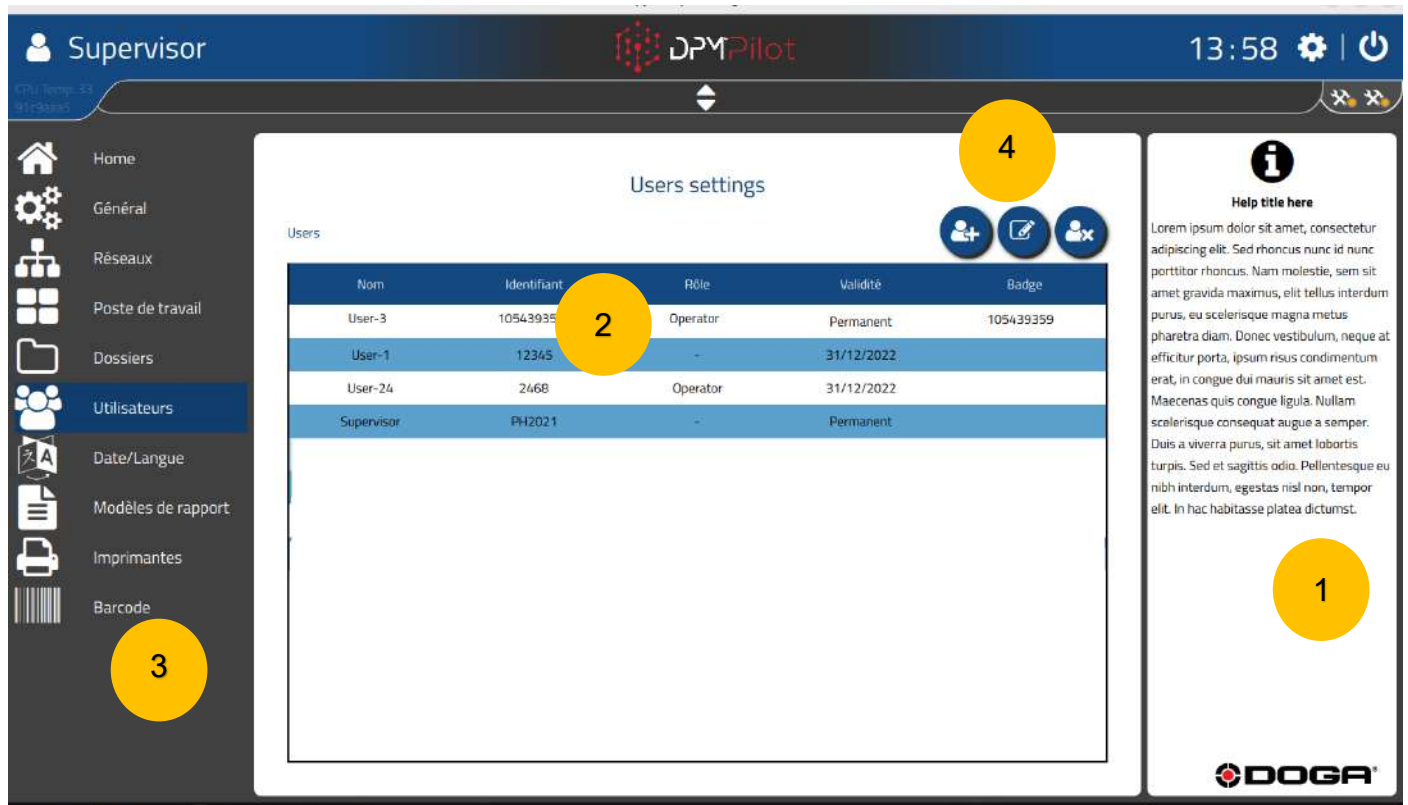 Supervisor
DPMPilot
13:58
CPU Temp: 33
4
Home
Général
Réseaux
Poste de travail
Dossiers
Utilisateurs
Date/Langue
Modèles de rapport
Imprimantes
Barcode
3
Users settings
Users
Nom Identifiant Rôle Validité Badge
User-3 10543935 Operator Permanent 105439359
2
User-1 12345 - 31/12/2022
User-24 2468 Operator 31/12/2022
Supervisor PH2021 - Permanent
Help title here
Lorem ipsum dolor sit amet, consectetur
adipiscing elit. Sed rhoncus nunc id nunc
porttitor rhoncus. Nam molestie, sem sit
amet gravida maximus, elit tellus interdum
purus, eu scelerisque magna metus
pharetra diam. Donec vestibulum, neque at
efficitur porta, ipsum risus condimentum
erat, in congue dui mauris sit amet est.
Maecenas quis congue ligula. Nullam
scelerisque consequat augue a semper.
Duis a viverra purus, sit amet lobortis
turpis. Sed et sagittis odio. Pellentesque eu
nibh interdum, egestas nisl non, tempor
elit. In hac habitasse platea dictumst.
1
DOGA